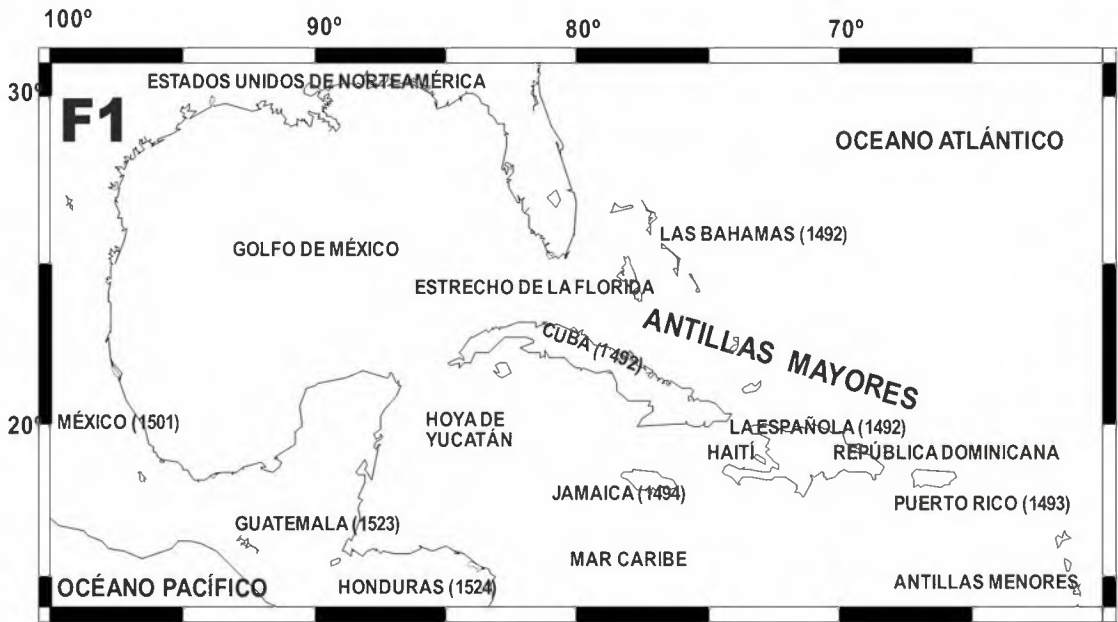 100º 90º 80º 70º
ESTADOS UNIDOS DE NORTEAMÉRICA
30º
F1
OCEANO ATLÁNTICO
LAS BAHAMAS (1492)
GOLFO DE MÉXICO
ESTRECHO DE LA FLORIDA
ANTILLAS MAYORES
CUBA (1492)
20º
MÉXICO (1501)
HOYA DE
YUCATÁN
LA ESPAÑOLA (1492)
HAITÍ
REPÚBLICA DOMINICANA
JAMAICA (1494)
PUERTO RICO (1493)
GUATEMALA (1523)
MAR CARIBE
OCÉANO PACÍFICO
HONDURAS (1524)
ANTILLAS MENORES